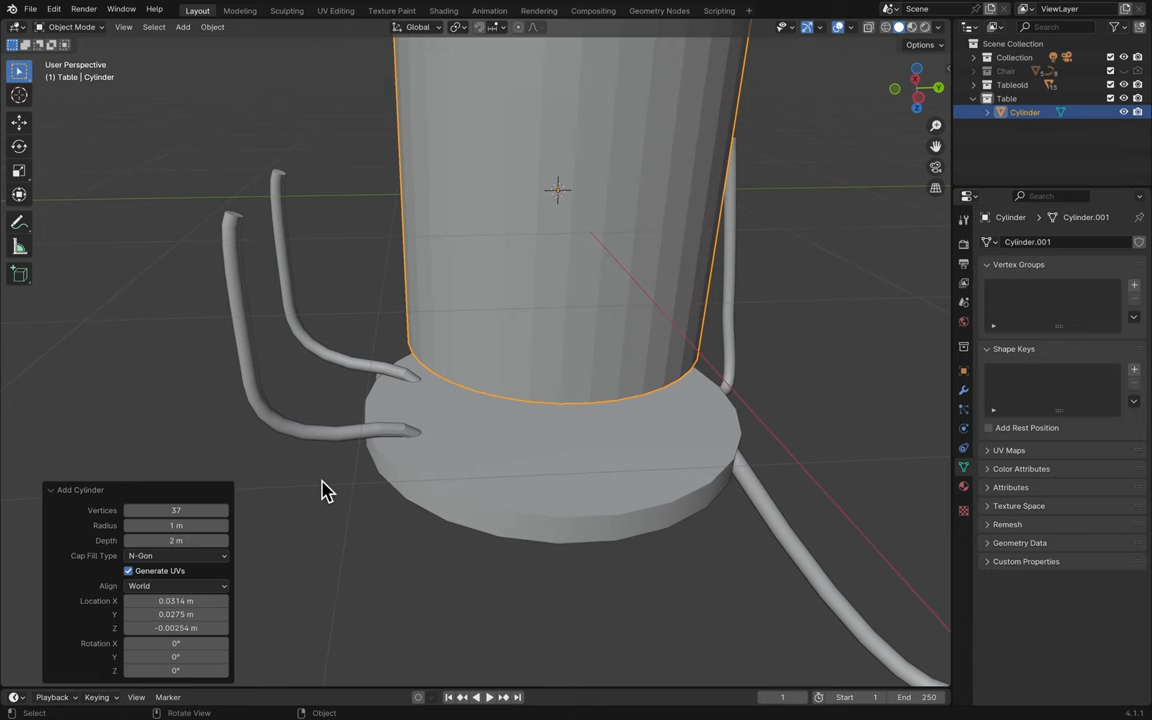 File Edit Render Window Help Layout Modeling Sculpting UV Editing Texture Paint Shading Animation Rendering Compositing Geometry Nodes Scripting + Scene ViewLayer
Object Mode View Select Add Object Global
Options
User Perspective
(1) Table | Cylinder
X
Y
Z
Search
Scene Collection
Collection
Chair 5 8
Tableold 15
Table
Cylinder
Search
Cylinder > Cylinder.001
Cylinder.001
Vertex Groups
Shape Keys
Add Rest Position
UV Maps
Color Attributes
Attributes
Texture Space
Remesh
Geometry Data
Custom Properties
Add Cylinder
Vertices 37
Radius 1 m
Depth 2 m
Cap Fill Type N-Gon
Generate UVs
Align World
Location X 0.0314 m
Y 0.0275 m
Z -0.00254 m
Rotation X 0°
Y 0°
Z 0°
Playback Keying View Marker 1 Start 1 End 250
Select Rotate View Object 4.1.1